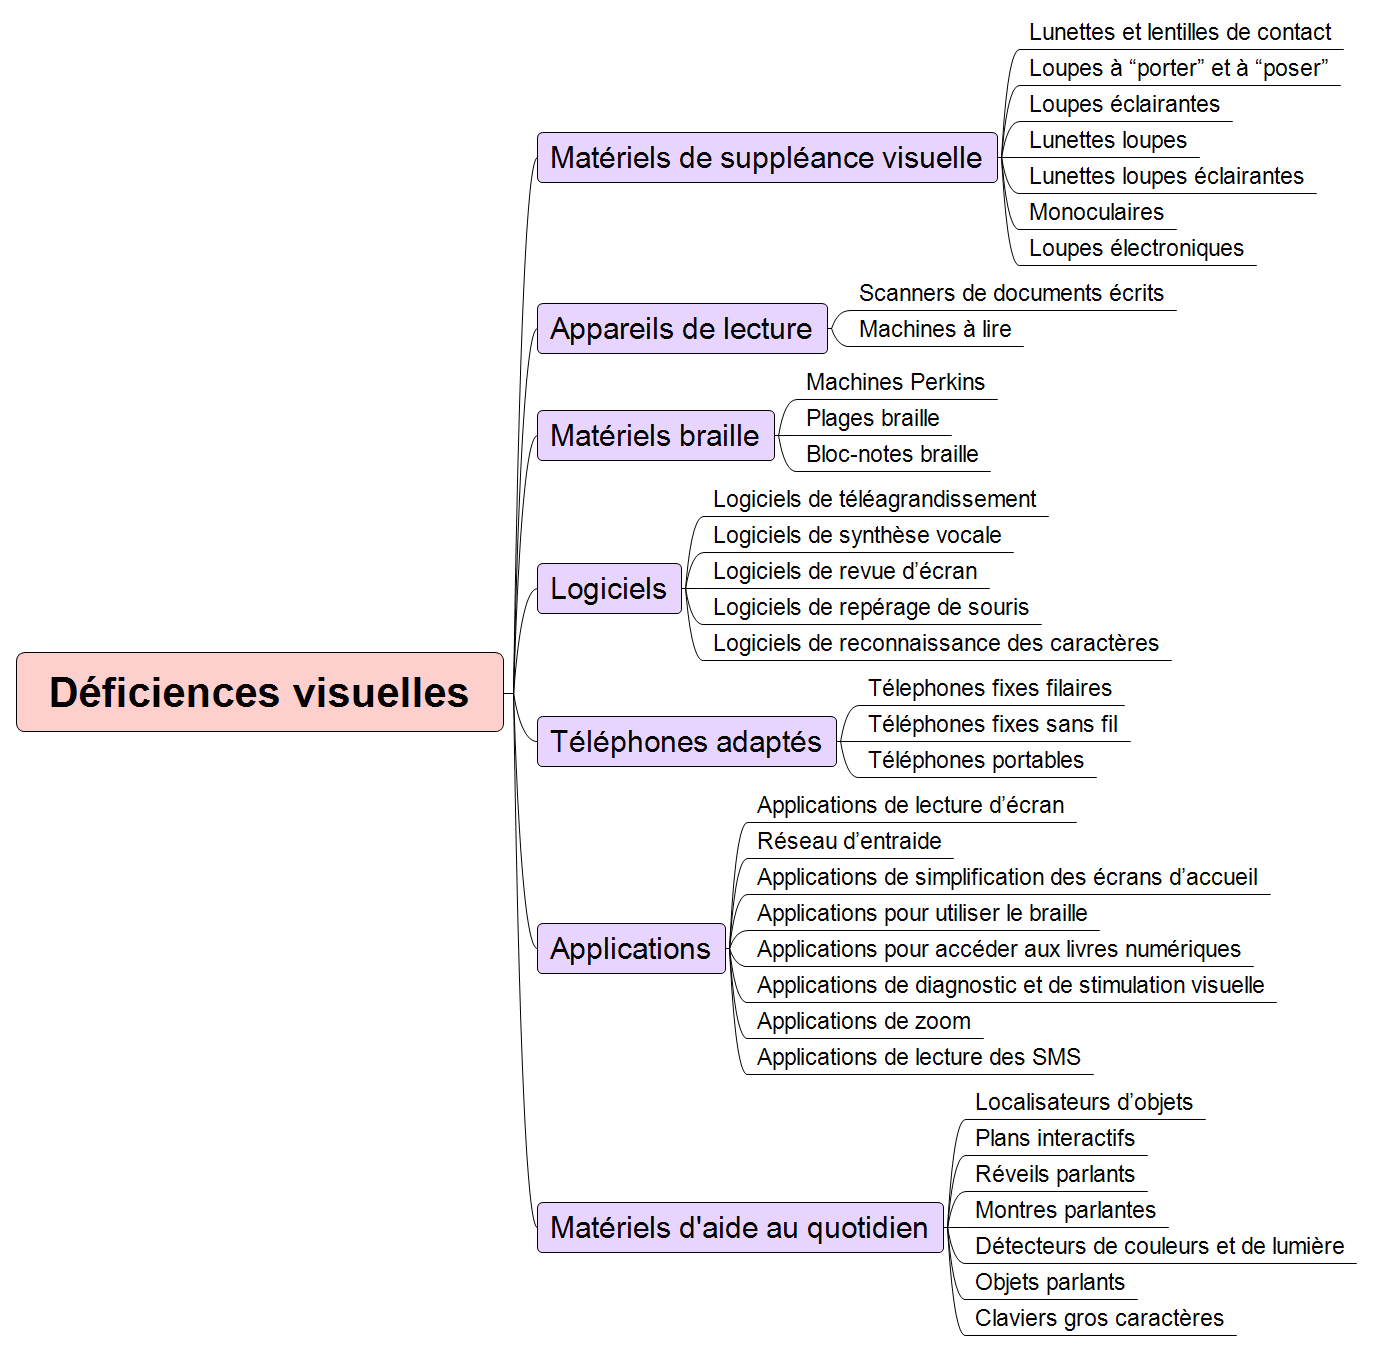 Déficiences visuelles
Matériels de suppléance visuelle
Lunettes et lentilles de contact
Loupes à “porter” et à “poser”
Loupes éclairantes
Lunettes loupes
Lunettes loupes éclairantes
Monoculaires
Loupes électroniques
Appareils de lecture
Scanners de documents écrits
Machines à lire
Matériels braille
Machines Perkins
Plages braille
Bloc-notes braille
Logiciels
Logiciels de téléagrandissement
Logiciels de synthèse vocale
Logiciels de revue d’écran
Logiciels de repérage de souris
Logiciels de reconnaissance des caractères
Téléphones adaptés
Télephones fixes filaires
Téléphones fixes sans fil
Téléphones portables
Applications
Applications de lecture d’écran
Réseau d’entraide
Applications de simplification des écrans d’accueil
Applications pour utiliser le braille
Applications pour accéder aux livres numériques
Applications de diagnostic et de stimulation visuelle
Applications de zoom
Applications de lecture des SMS
Matériels d'aide au quotidien
Localisateurs d’objets
Plans interactifs
Réveils parlants
Montres parlantes
Détecteurs de couleurs et de lumière
Objets parlants
Claviers gros caractères